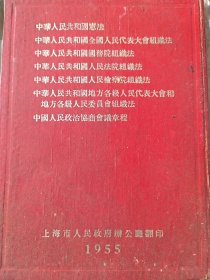 中華人民共和國憲法
中華人民共和國全國人民代表大會組織法
中華人民共和國國務院組織法
中華人民共和國人民法院組織法
中華人民共和國人民檢察院組織法
中華人民共和國地方各級人民代表大會和
地方各級人民委員會組織法
中國人民政治協商會議章程
上海市人民政府辦公廳翻印
1955